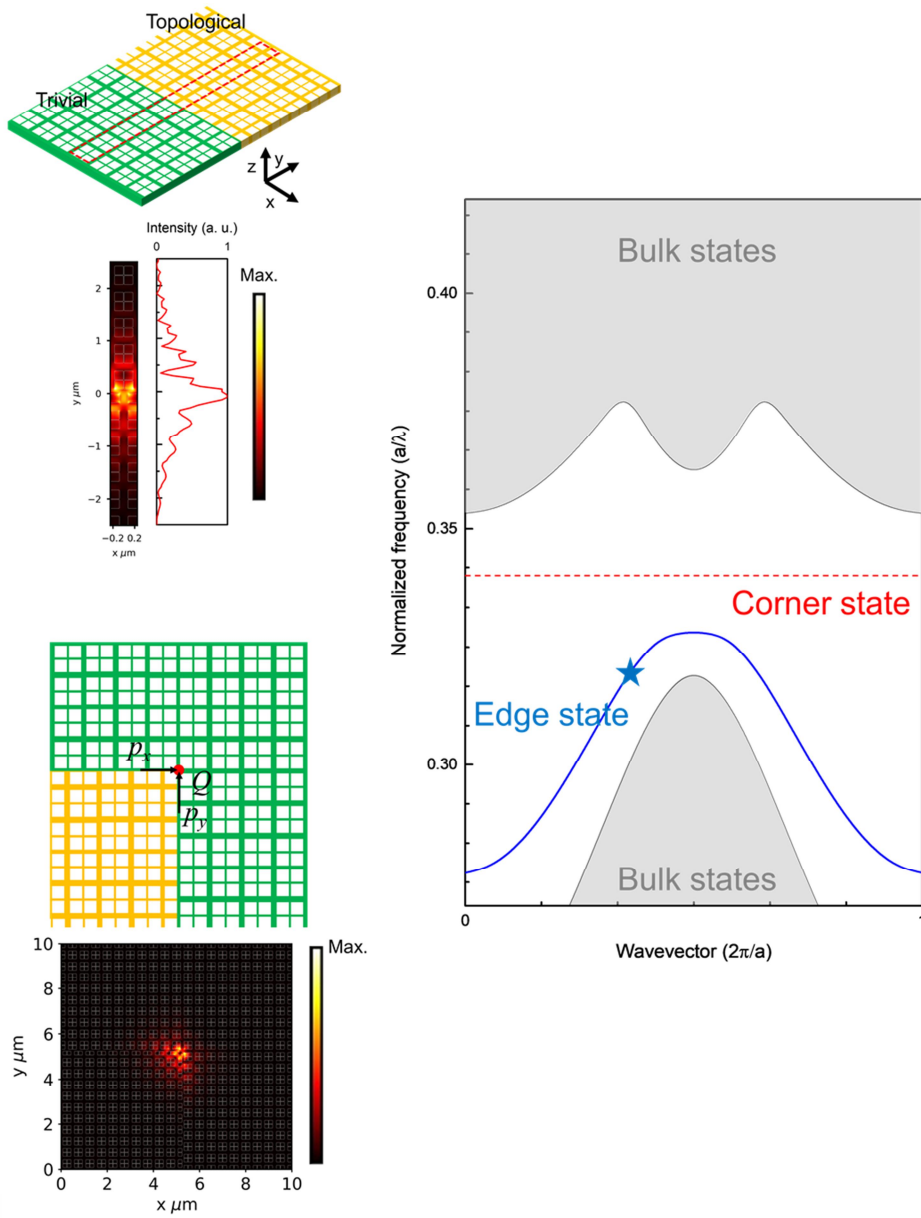 Topological
Trivial
z
y
x
Intensity (a. u.)
0
1
Max.
2
1
0
−1
−2
y μm
−0.2 0.2
x μm
p_x
Q
p_y
Max.
10
8
6
4
2
0
y μm
0 2 4 6 8 10
x μm
Bulk states
0.40
0.35
0.30
Normalized frequency (a/λ)
Corner state
Edge state
Bulk states
0
1
Wavevector (2π/a)